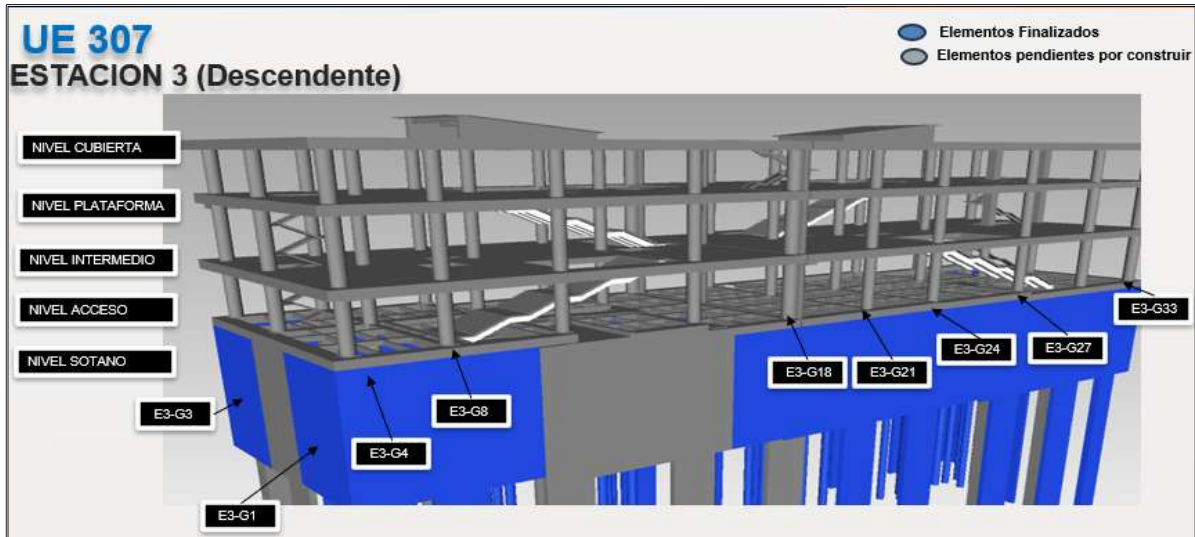 UE 307
ESTACION 3 (Descendente)
Elementos Finalizados
Elementos pendientes por construir
NIVEL CUBIERTA
NIVEL PLATAFORMA
NIVEL INTERMEDIO
NIVEL ACCESO
NIVEL SOTANO
E3-G33
E3-G27
E3-G24
E3-G21
E3-G18
E3-G8
E3-G3
E3-G4
E3-G1